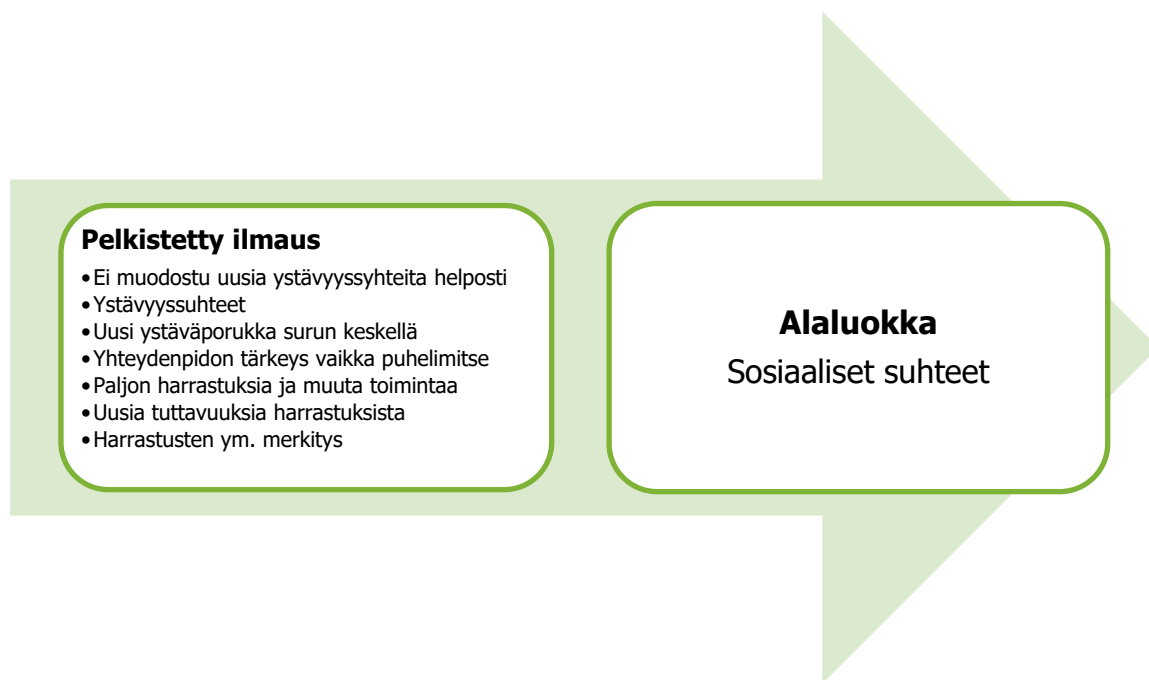 Pelkistetty ilmaus
•Ei muodostu uusia ystävyyssyhteita helposti
•Ystävyyssuhteet
•Uusi ystäväporukka surun keskellä
•Yhteydenpidon tärkeys vaikka puhelimitse
•Paljon harrastuksia ja muuta toimintaa
•Uusia tuttavuuksia harrastuksista
•Harrastusten ym. merkitys
Alaluokka
Sosiaaliset suhteet